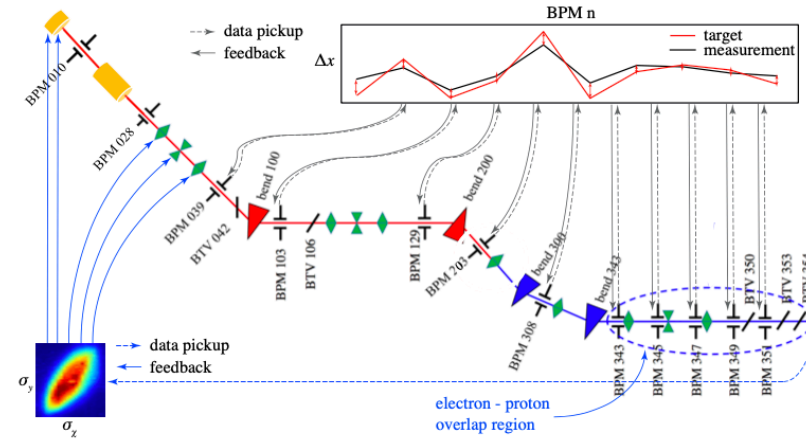 BPM n
data pickup
feedback
Δx
target
measurement
BPM 010
BPM 028
BPM 039
BTV 042
bend 100
BPM 103
BTV 106
BPM 129
bend 200
BPM 203
bend 300
BPM 308
bend 343
BPM 343
BPM 345
BPM 347
BPM 349
BTV 350
BPM 351
BTV 353
data pickup
feedback
σy
σχ
electron - proton
overlap region